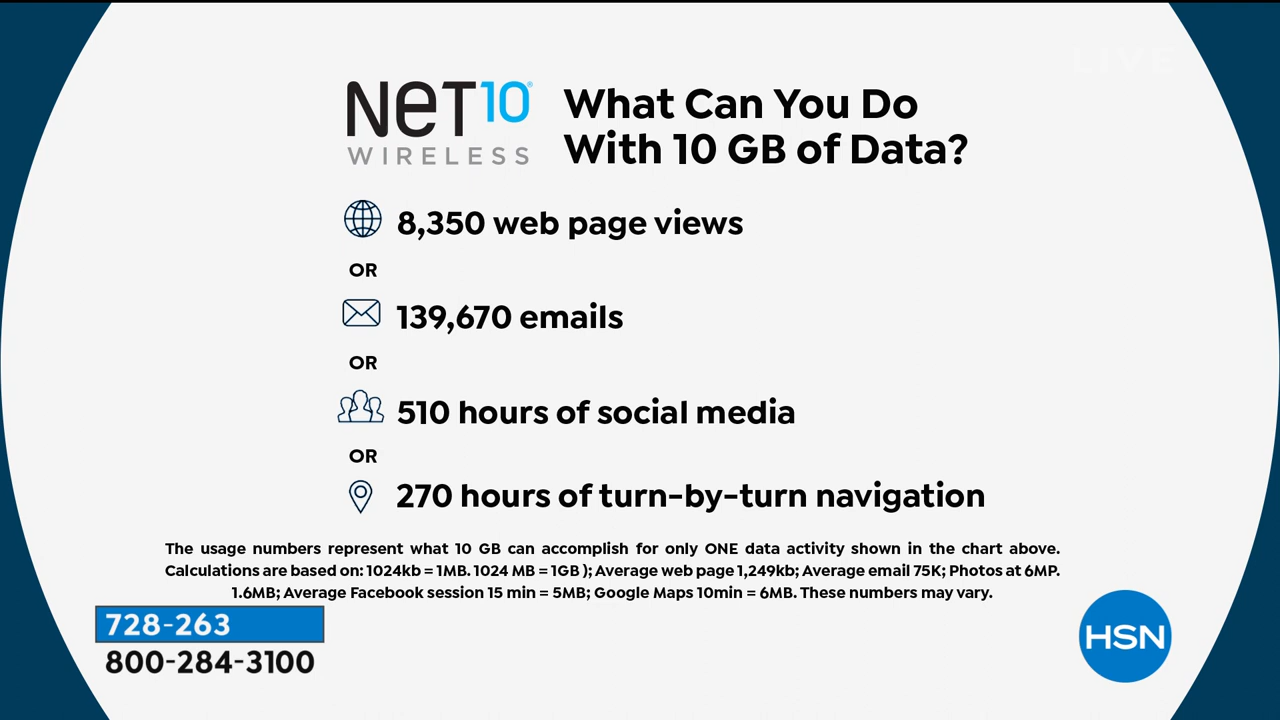 LIVE
NET10®
WIRELESS
What Can You Do
With 10 GB of Data?
8,350 web page views
OR
139,670 emails
OR
510 hours of social media
OR
270 hours of turn-by-turn navigation
The usage numbers represent what 10 GB can accomplish for only ONE data activity shown in the chart above.
Calculations are based on: 1024kb = 1MB. 1024 MB = 1GB ); Average web page 1,249kb; Average email 75K; Photos at 6MP.
1.6MB; Average Facebook session 15 min = 5MB; Google Maps 10min = 6MB. These numbers may vary.
728-263
800-284-3100
HSN